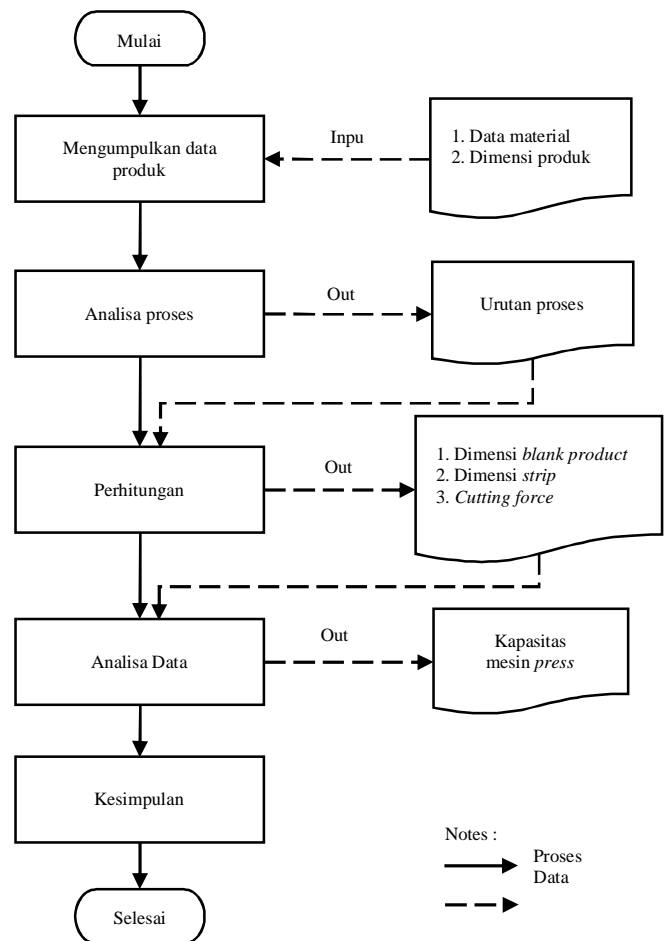 Mulai
Mengumpulkan data
produk
Inpu
1. Data material
2. Dimensi produk
Analisa proses
Out
Urutan proses
Perhitungan
Out
1. Dimensi blank product
2. Dimensi strip
3. Cutting force
Analisa Data
Out
Kapasitas
mesin press
Kesimpulan
Notes :
Proses
Data
Selesai